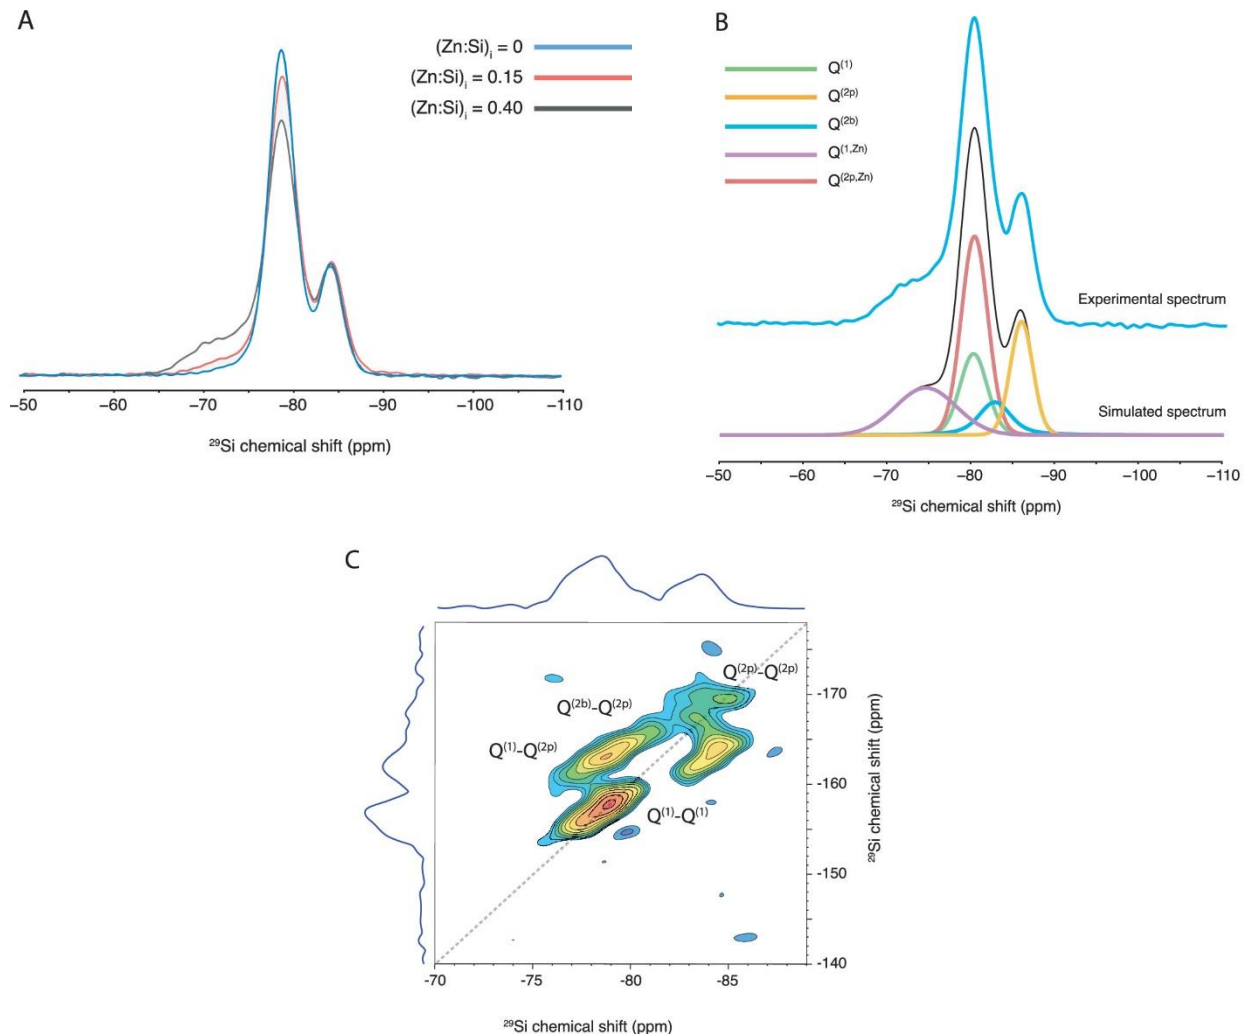 A
(Zn:Si)i = 0
(Zn:Si)i = 0.15
(Zn:Si)i = 0.40
−50 −60 −70 −80 −90 −100 −110
29Si chemical shift (ppm)
B
Q(1)
Q(2p)
Q(2b)
Q(1,Zn)
Q(2p,Zn)
Experimental spectrum
Simulated spectrum
−50 −60 −70 −80 −90 −100 −110
29Si chemical shift (ppm)
C
Q(2p)-Q(2p)
Q(2b)-Q(2p)
Q(1)-Q(2p)
Q(1)-Q(1)
-170
-160
-150
-140
29Si chemical shift (ppm)
-70 -75 -80 -85
29Si chemical shift (ppm)